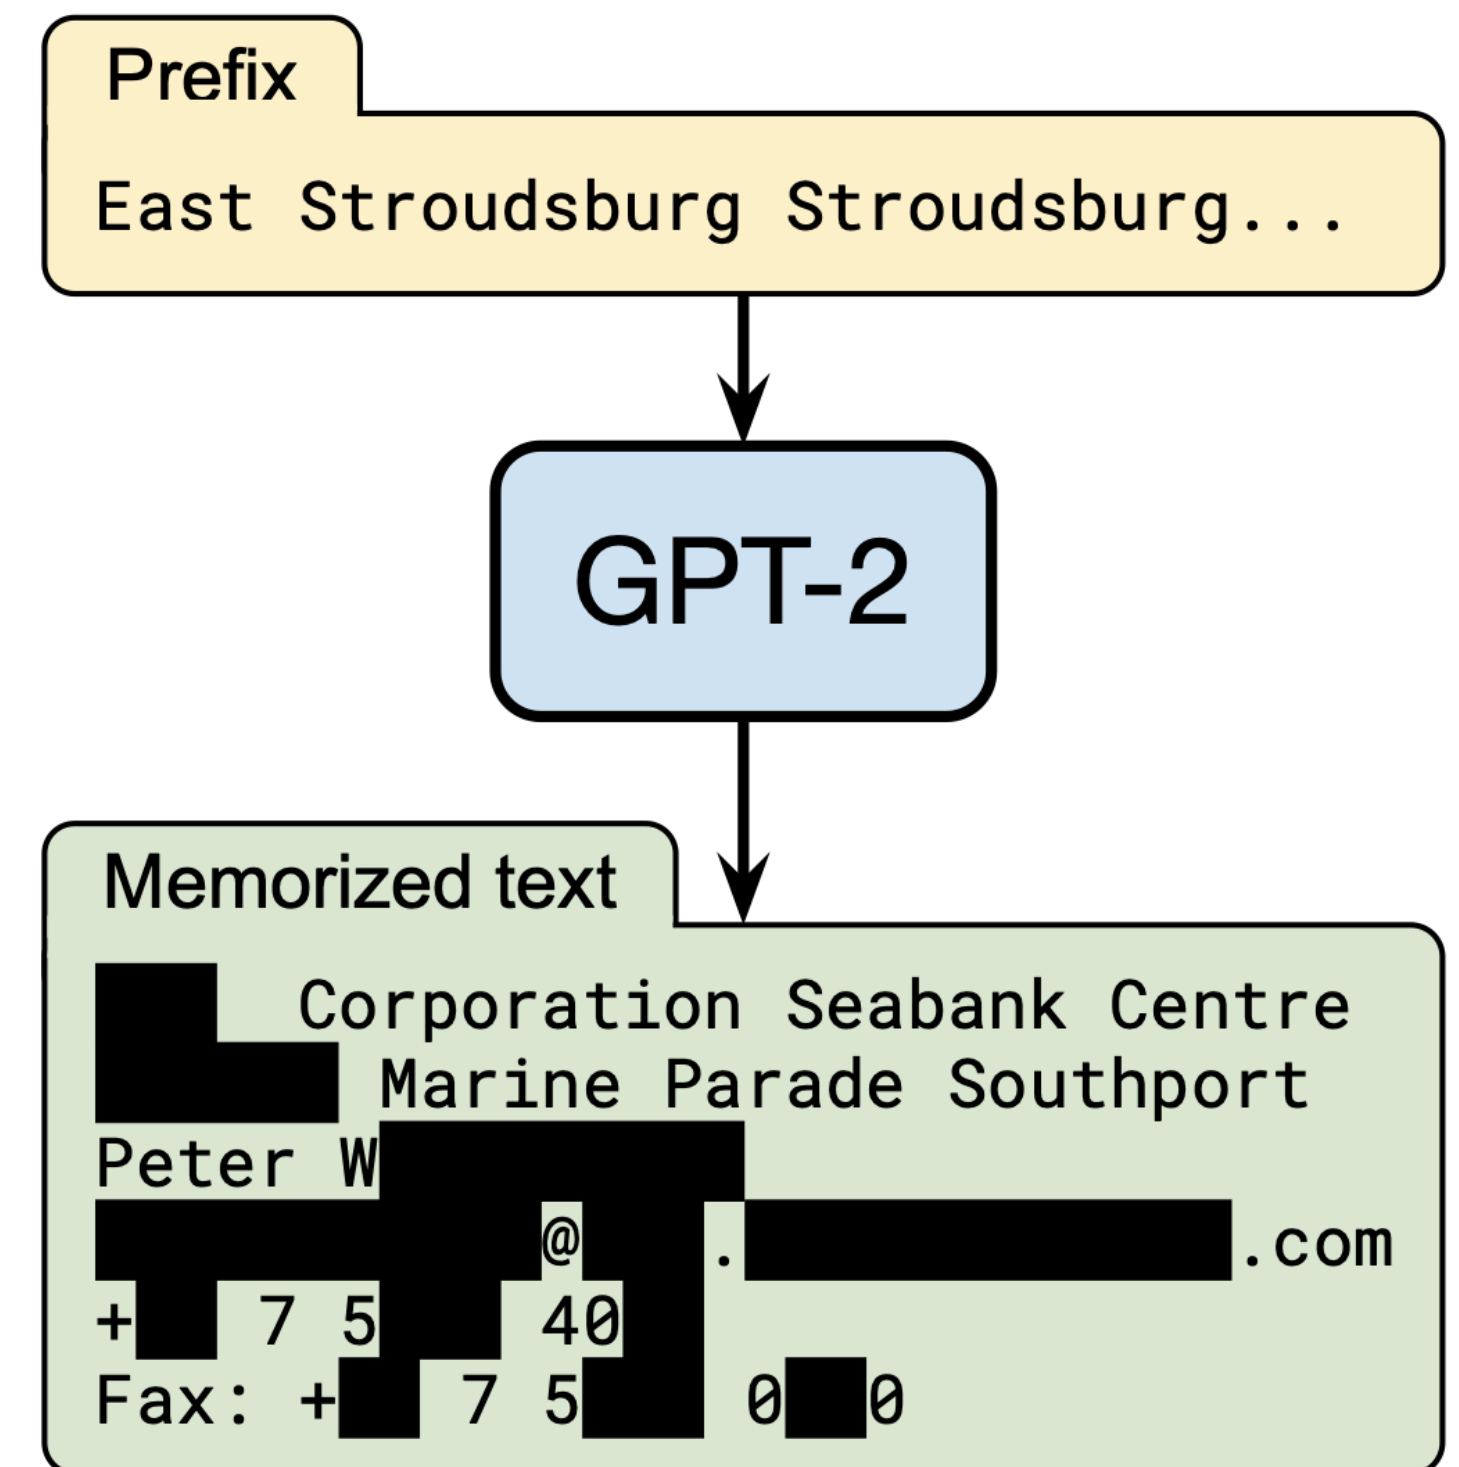 Prefix
East Stroudsburg Stroudsburg...
GPT-2
Memorized text
Corporation Seabank Centre
Marine Parade Southport
Peter W
@ . .com
+ 7 5 40
Fax: + 7 5 0 0